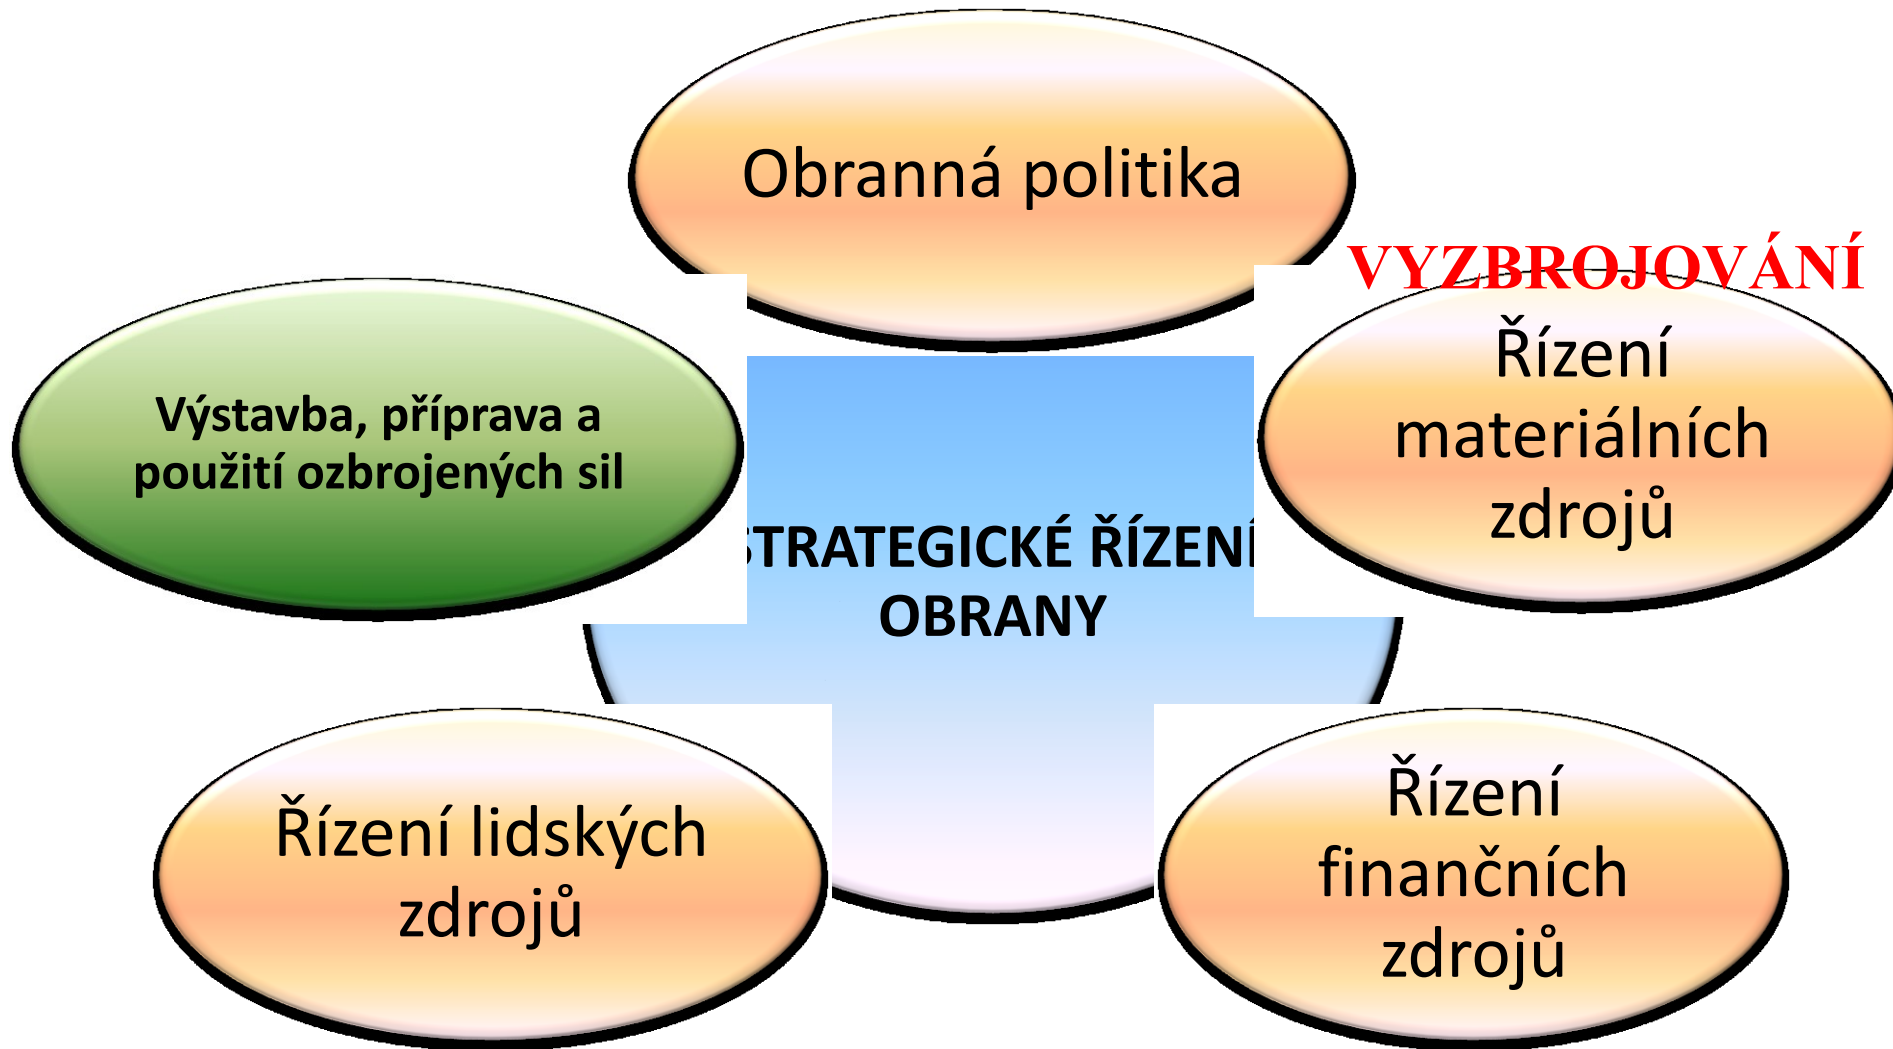 Obranná politika
VYZBROJOVÁNÍ
Řízení
materiálních
zdrojů
Výstavba, příprava a
použití ozbrojených sil
STRATEGICKÉ ŘÍZENÍ
OBRANY
Řízení lidských
zdrojů
Řízení
finančních
zdrojů